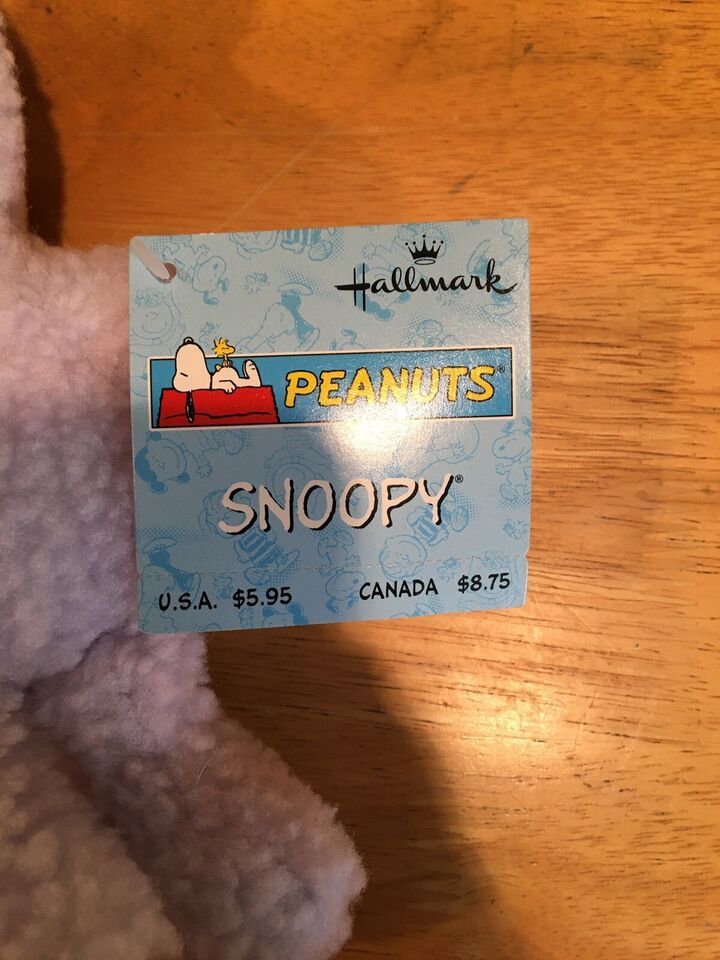 Hallmark
PEANUTS®
SNOOPY®
U.S.A. $5.95 CANADA $8.75